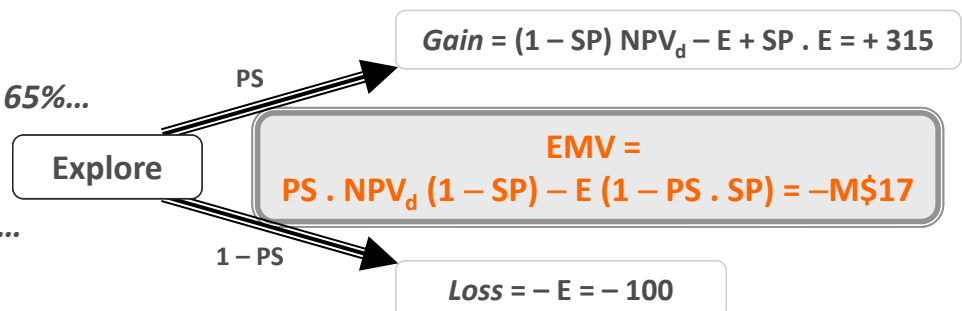 Gain = (1 – SP) NPVd – E + SP . E = + 315
PS
65%...
Explore
EMV =
PS . NPVd (1 – SP) – E (1 – PS . SP) = –M$17
...
1 – PS
Loss = – E = – 100